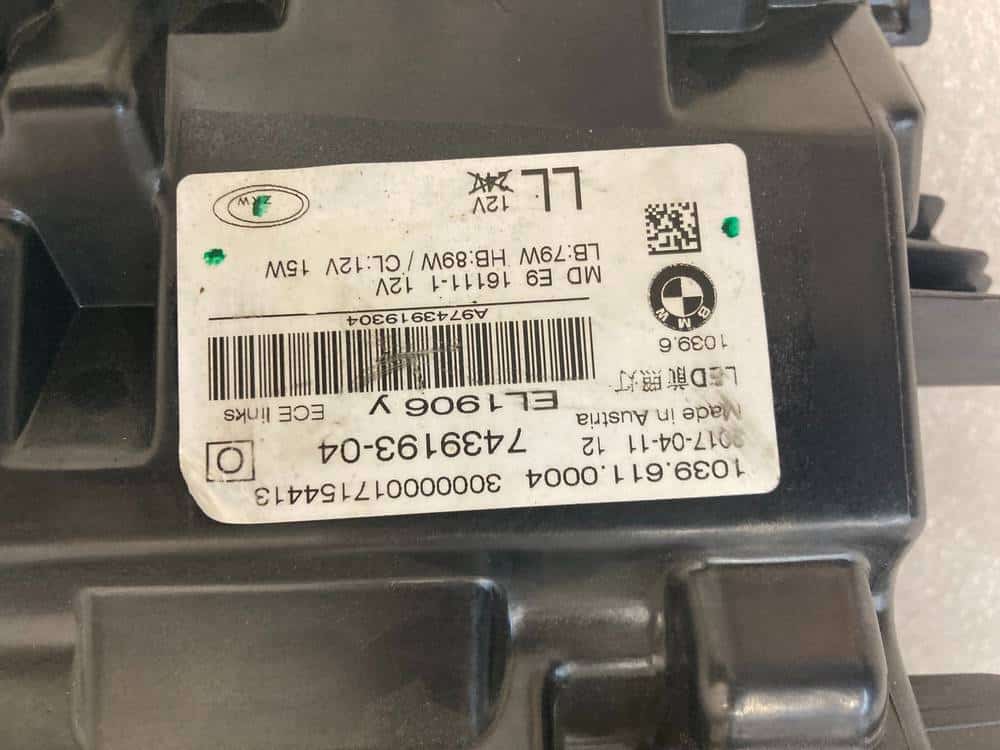 1039.611.0004 3000001７154413
2017-04-11 12 7439193-04
Made in Austria EL1906 y ECE links
LED前照灯
1039.6 A9743919304
BMW
MD E9 16111-1 12V
LB:79W HB:89W / CL:12V 15W
12V 24V
LL
ZKW